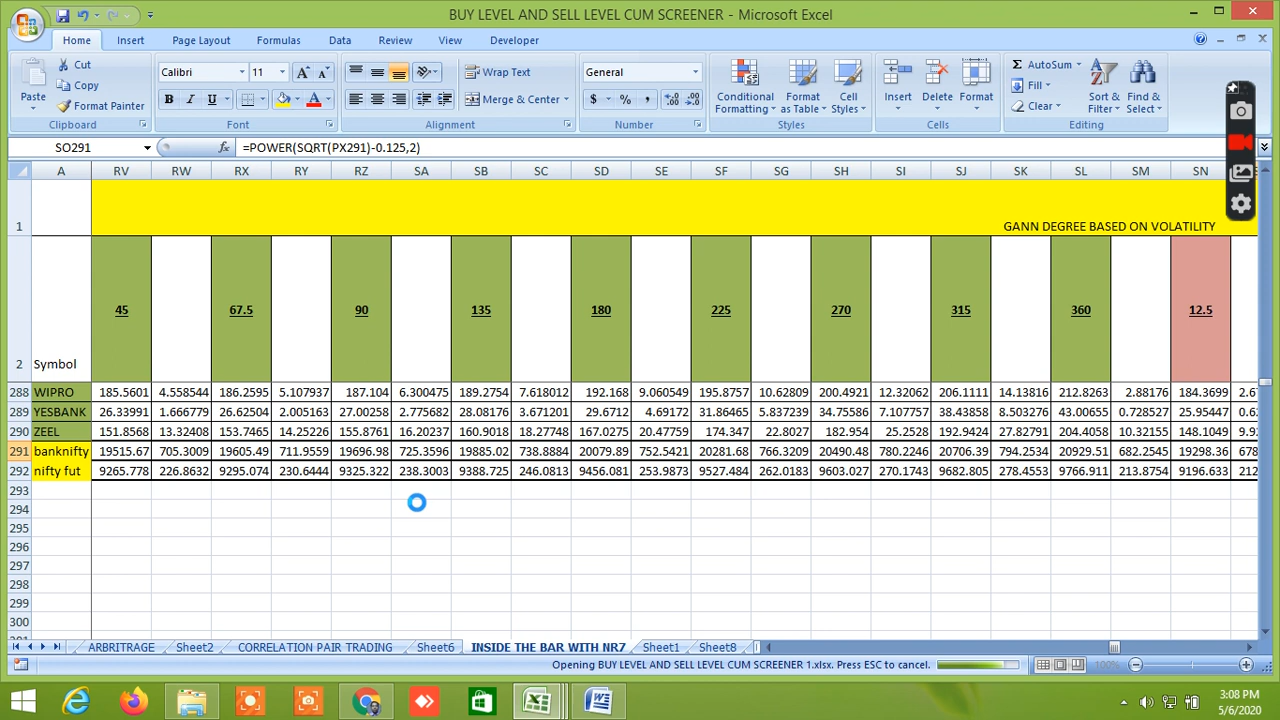 BUY LEVEL AND SELL LEVEL CUM SCREENER - Microsoft Excel
Home Insert Page Layout Formulas Data Review View Developer
Paste Cut Copy Format Painter
Calibri 11
B I U
Wrap Text
Merge & Center
General
$ % ,
Conditional Formatting Format as Table Cell Styles
Insert Delete Format
Σ AutoSum Fill Clear
Sort & Filter Find & Select
Clipboard Font Alignment Number Styles Cells Editing
SO291 fx =POWER(SQRT(PX291)-0.125,2)
A RV RW RX RY RZ SA SB SC SD SE SF SG SH SI SJ SK SL SM SN
1 GANN DEGREE BASED ON VOLATILITY
45 67.5 90 135 180 225 270 315 360 12.5
2 Symbol
288 WIPRO 185.5601 4.558544 186.2595 5.107937 187.104 6.300475 189.2754 7.618012 192.168 9.060549 195.8757 10.62809 200.4921 12.32062 206.1111 14.13816 212.8263 2.88176 184.3699 2.67
289 YESBANK 26.33991 1.666779 26.62504 2.005163 27.00258 2.775682 28.08176 3.671201 29.6712 4.69172 31.86465 5.837239 34.75586 7.107757 38.43858 8.503276 43.00655 0.728527 25.95447 0.62
290 ZEEL 151.8568 13.32408 153.7465 14.25226 155.8761 16.20237 160.9018 18.27748 167.0275 20.47759 174.347 22.8027 182.954 25.2528 192.9424 27.82791 204.4058 10.32155 148.1049 9.92
291 banknifty 19515.67 705.3009 19605.49 711.9559 19696.98 725.3596 19885.02 738.8884 20079.89 752.5421 20281.68 766.3209 20490.48 780.2246 20706.39 794.2534 20929.51 682.2545 19298.36 678
292 nifty fut 9265.778 226.8632 9295.074 230.6444 9325.322 238.3003 9388.725 246.0813 9456.081 253.9873 9527.484 262.0183 9603.027 270.1743 9682.805 278.4553 9766.911 213.8754 9196.633 212
293
294
295
296
297
298
299
300
ARBRITRAGE Sheet2 CORRELATION PAIR TRADING Sheet6 INSIDE THE BAR WITH NR7 Sheet1 Sheet8
Opening BUY LEVEL AND SELL LEVEL CUM SCREENER 1.xlsx. Press ESC to cancel. 100%
3:08 PM
5/6/2020